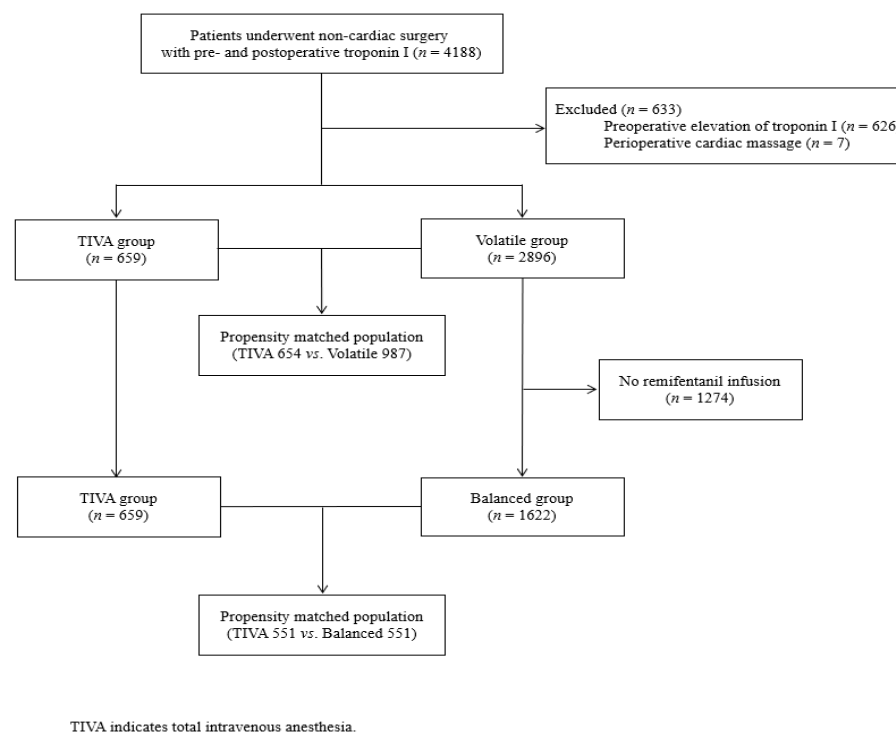 Patients underwent non-cardiac surgery
with pre- and postoperative troponin I (n = 4188)
Excluded (n = 633)
Preoperative elevation of troponin I (n = 626
Perioperative cardiac massage (n = 7)
TIVA group
(n = 659)
Volatile group
(n = 2896)
Propensity matched population
(TIVA 654 vs. Volatile 987)
No remifentanil infusion
(n = 1274)
TIVA group
(n = 659)
Balanced group
(n = 1622)
Propensity matched population
(TIVA 551 vs. Balanced 551)
TIVA indicates total intravenous anesthesia.